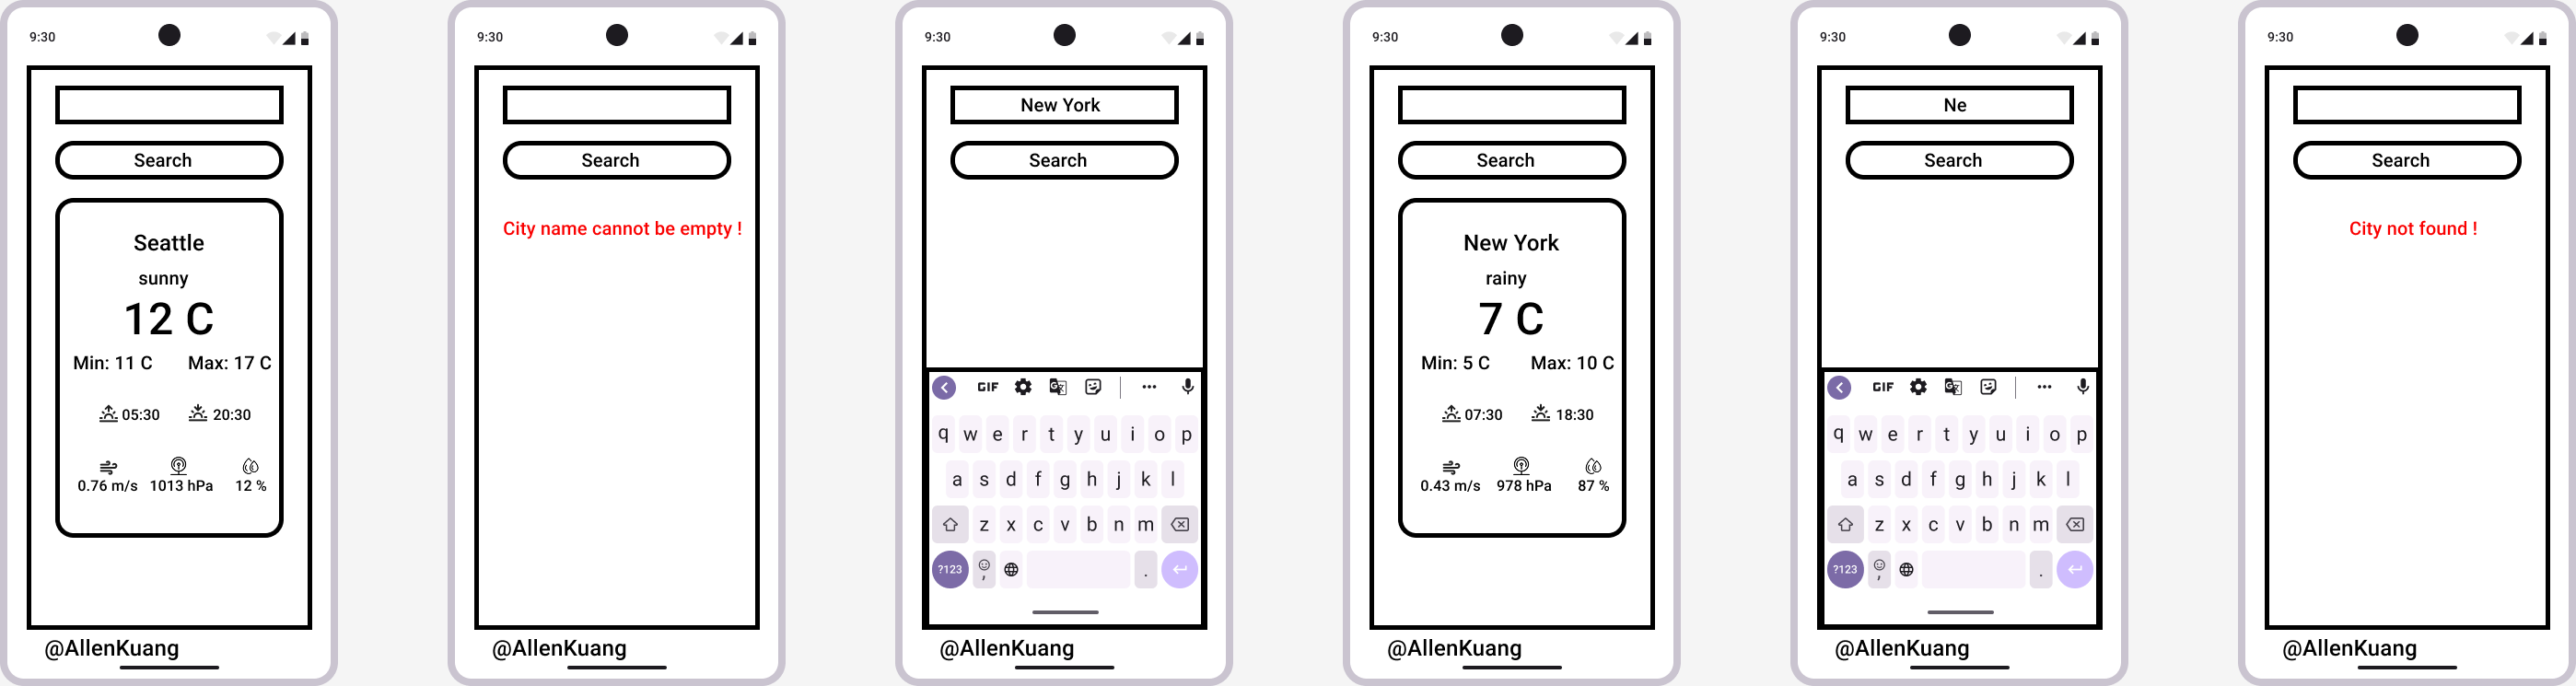 9:30
Search
Seattle
sunny
12 C
Min: 11 C Max: 17 C
05:30 20:30
0.76 m/s 1013 hPa 12 %
@AllenKuang
9:30
Search
City name cannot be empty !
@AllenKuang
9:30
New York
Search
GIF
q w e r t y u i o p
a s d f g h j k l
z x c v b n m
?123 , .
@AllenKuang
9:30
Search
New York
rainy
7 C
Min: 5 C Max: 10 C
07:30 18:30
0.43 m/s 978 hPa 87 %
@AllenKuang
9:30
Ne
Search
GIF
q w e r t y u i o p
a s d f g h j k l
z x c v b n m
?123 , .
@AllenKuang
9:30
Search
City not found !
@AllenKuang